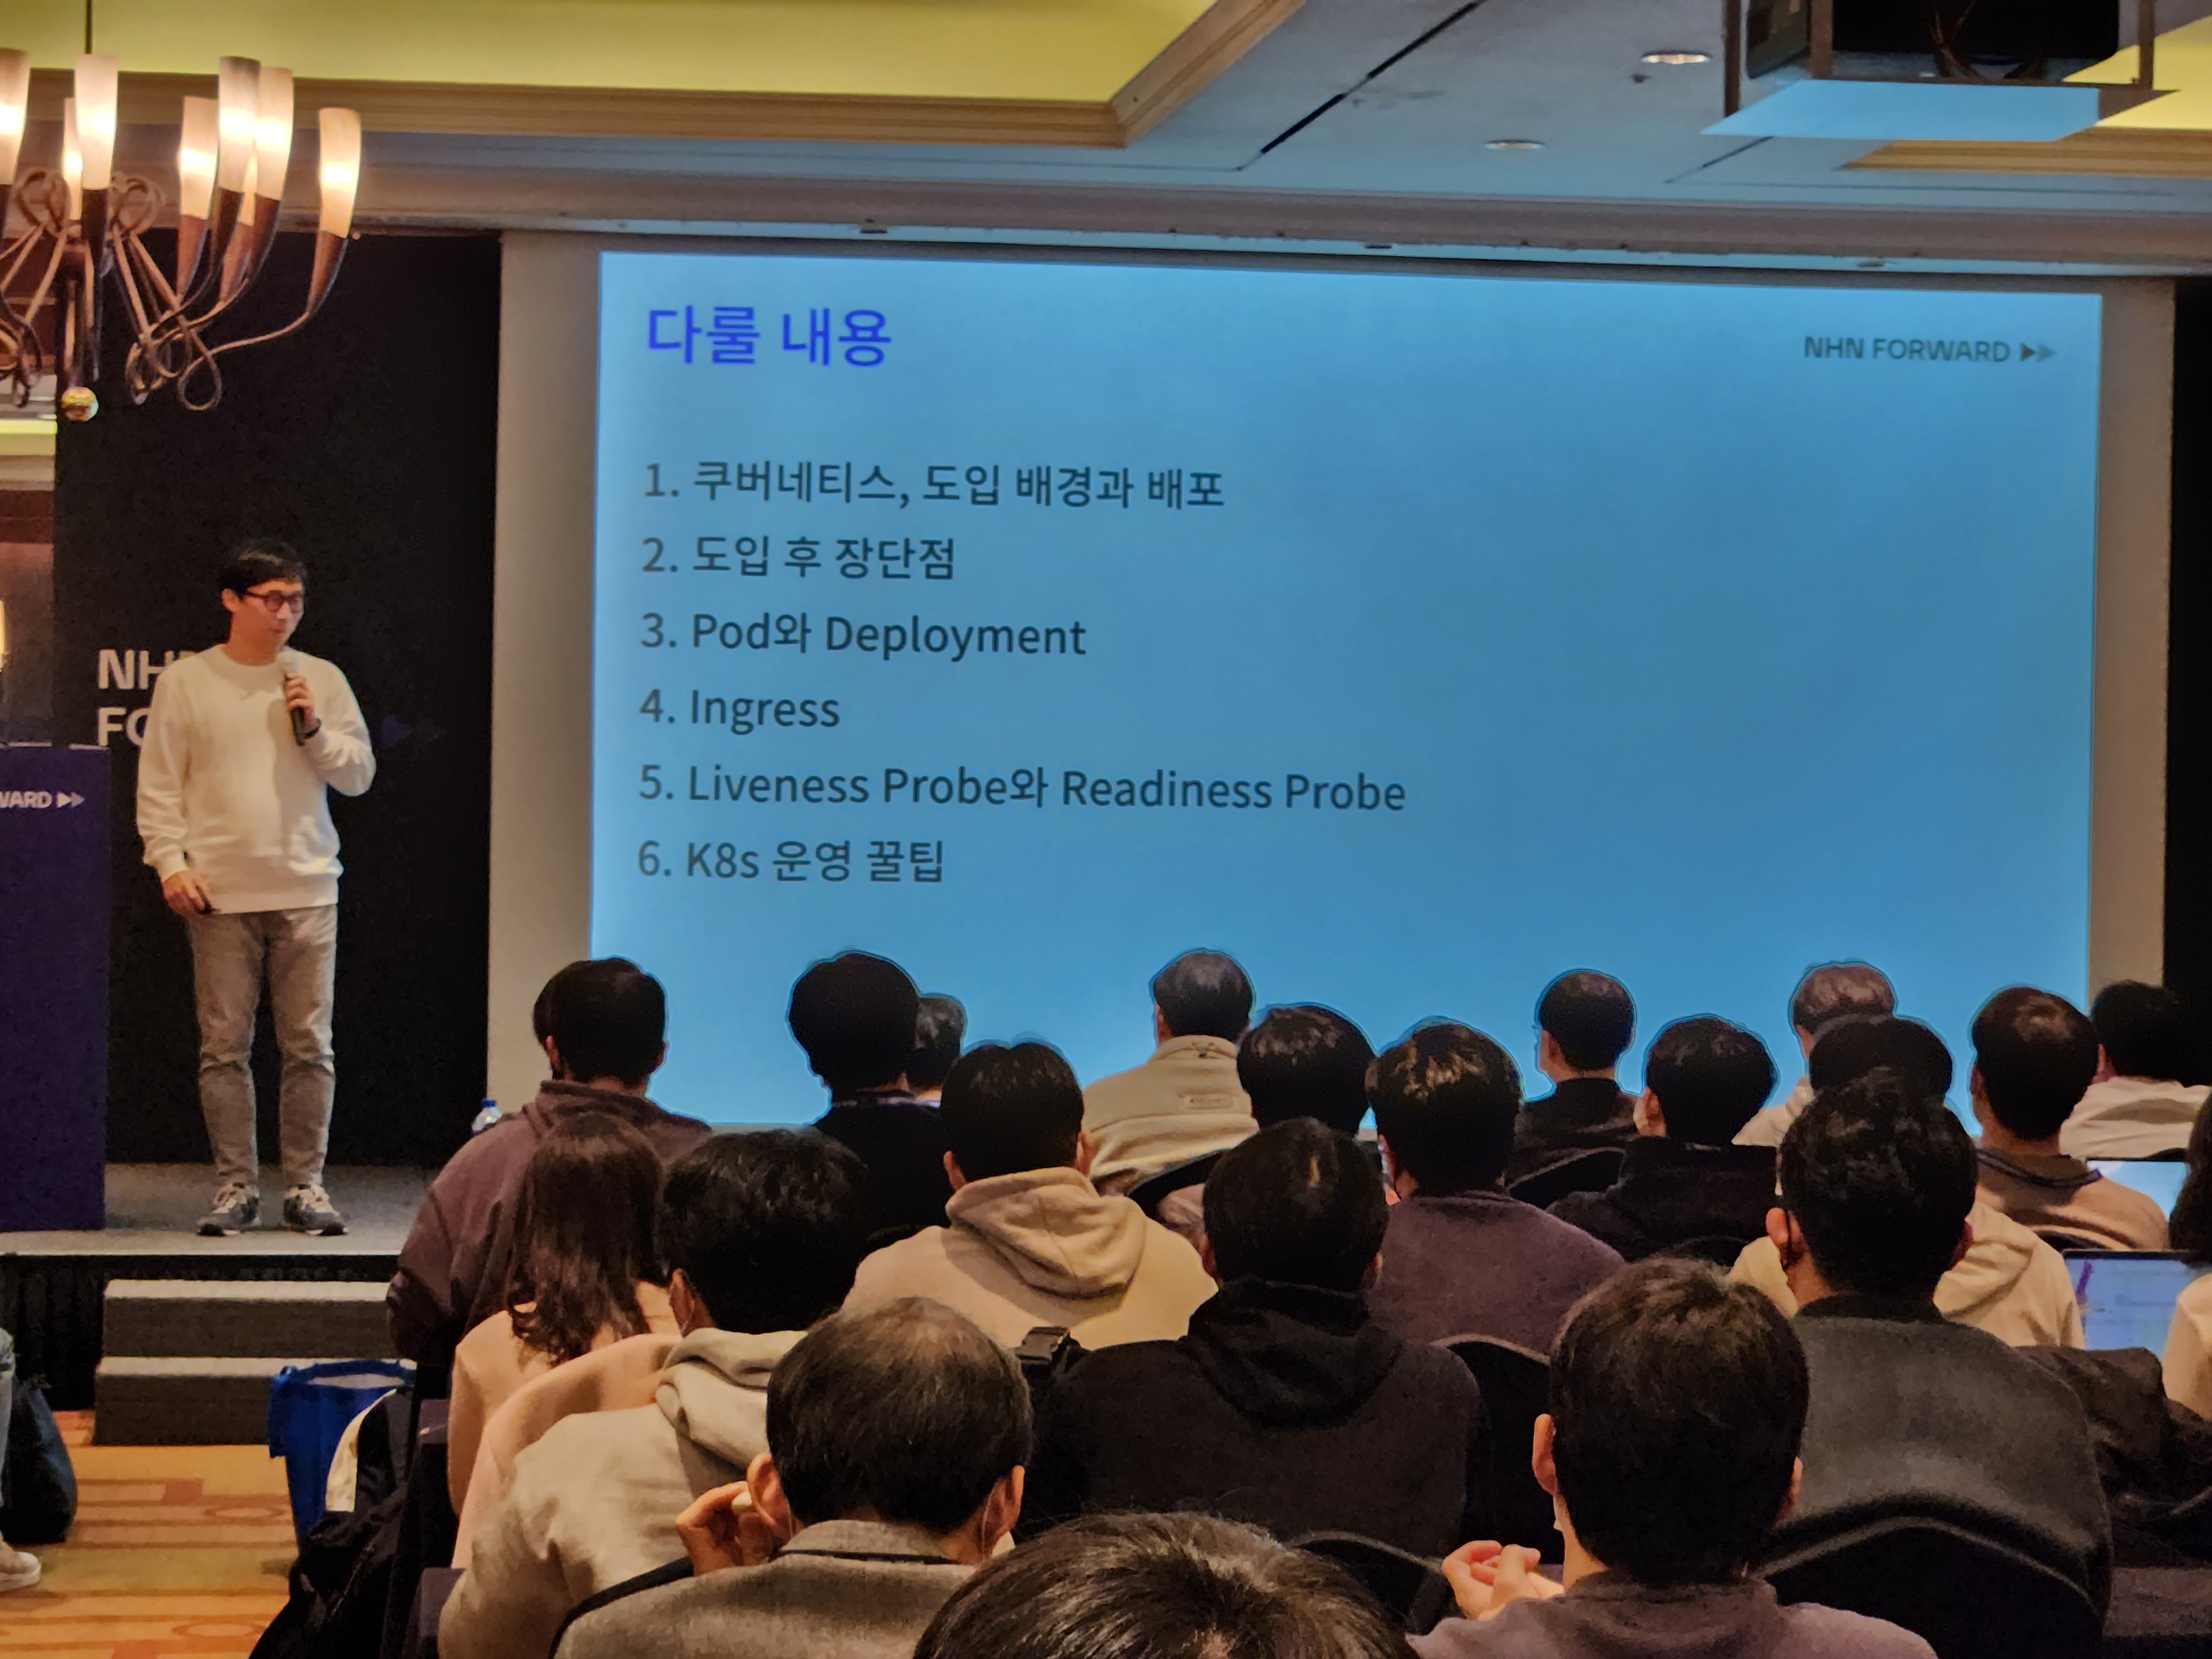 다룰 내용
NHN FORWARD
1. 쿠버네티스, 도입 배경과 배포
2. 도입 후 장단점
3. Pod와 Deployment
4. Ingress
5. Liveness Probe와 Readiness Probe
6. K8s 운영 꿀팁
NH
FO
WARD